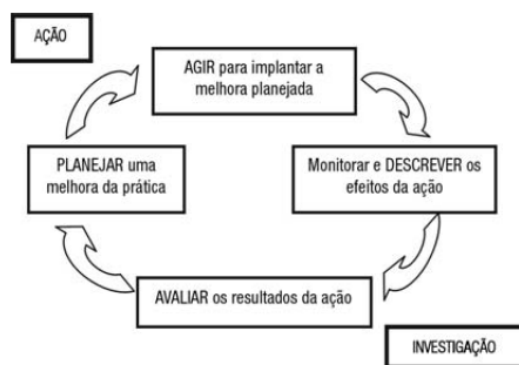 AÇÃO
AGIR para implantar a
melhora planejada
PLANEJAR uma
melhora da prática
Monitorar e DESCREVER os
efeitos da ação
AVALIAR os resultados da ação
INVESTIGAÇÃO